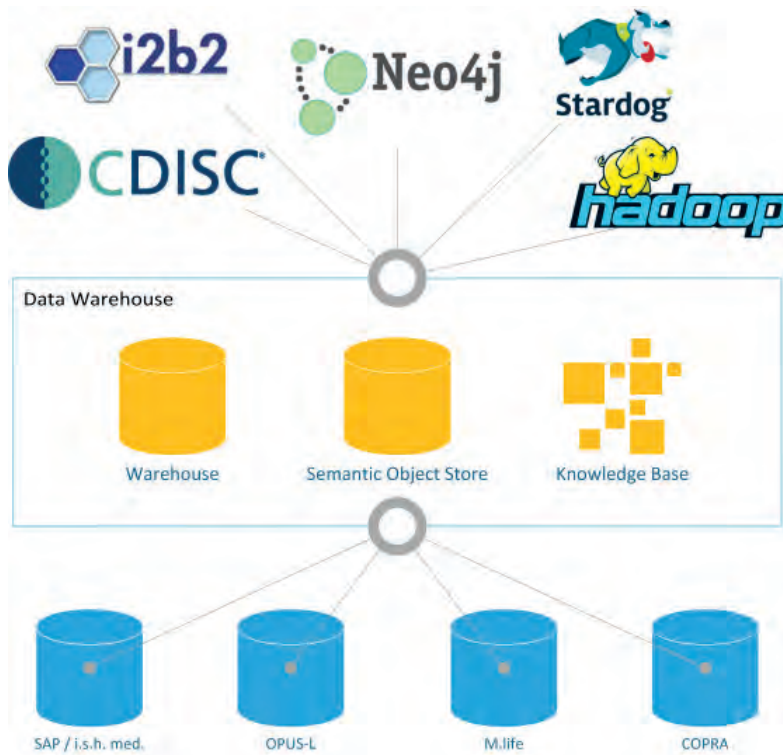 i2b2
Neo4j
Stardog
CDISC®
hadoop
Data Warehouse
Warehouse
Semantic Object Store
Knowledge Base
SAP / i.s.h. med.
OPUS-L
M.life
COPRA